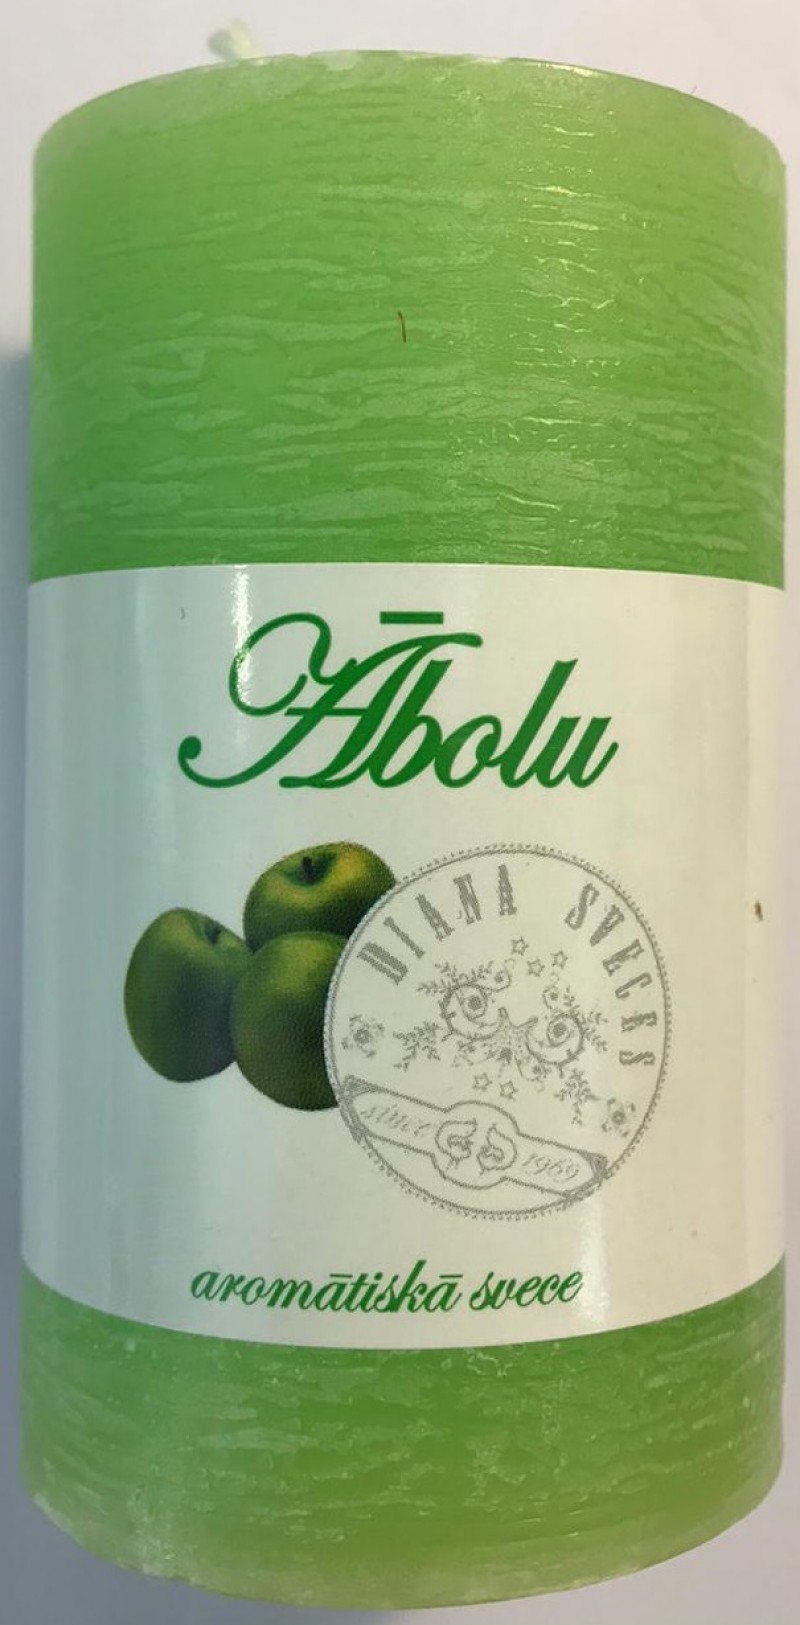 Ābolu
DIANA SVECES
since 1969
aromātiskā svece